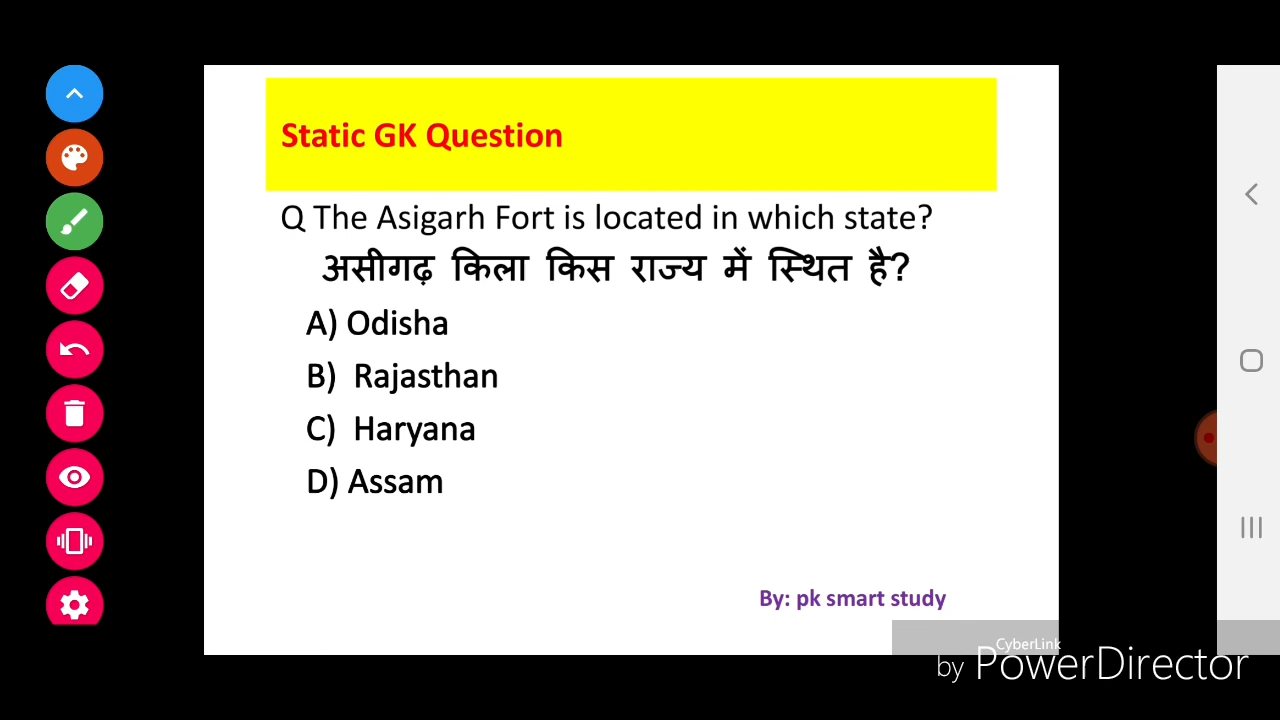 Static GK Question
Q The Asigarh Fort is located in which state?
असीगढ़ किला किस राज्य में स्थित है?
A) Odisha
B) Rajasthan
C) Haryana
D) Assam
By: pk smart study
CyberLink
by PowerDirector